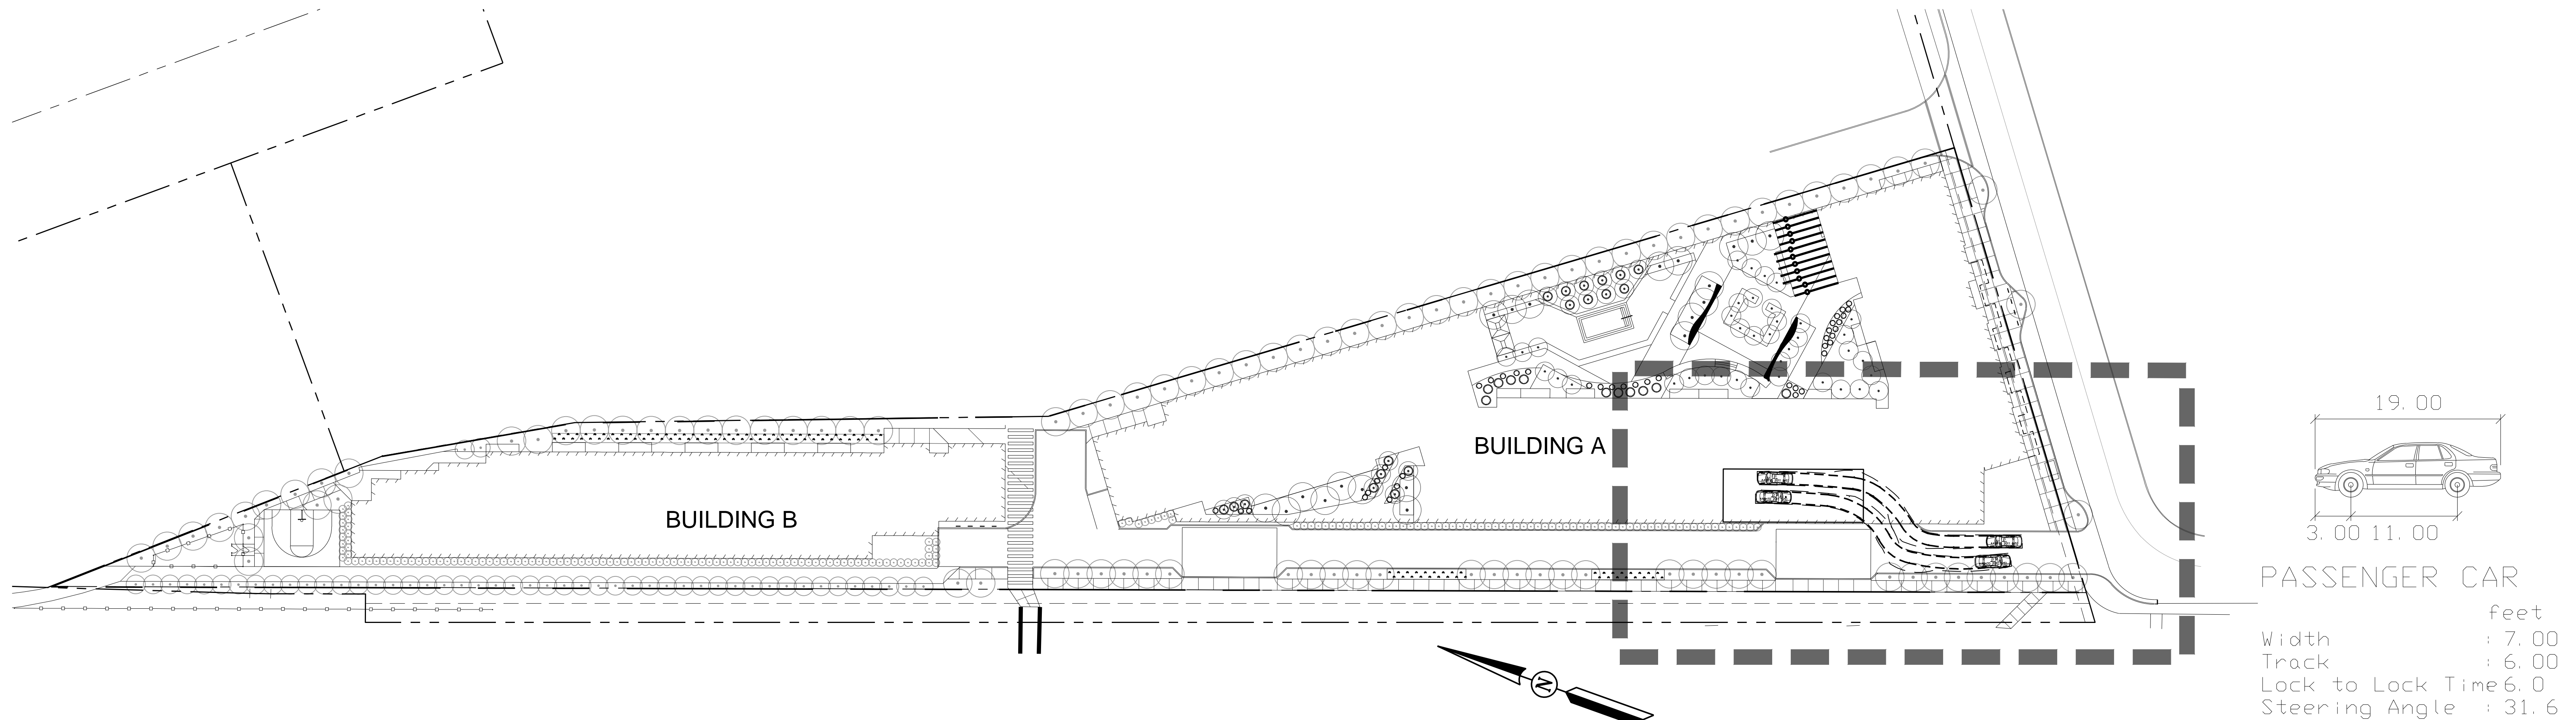 BUILDING A
BUILDING B
N
19.00
3.00 11.00
PASSENGER CAR
feet
Width : 7.00
Track : 6.00
Lock to Lock Time 6.0
Steering Angle : 31.6